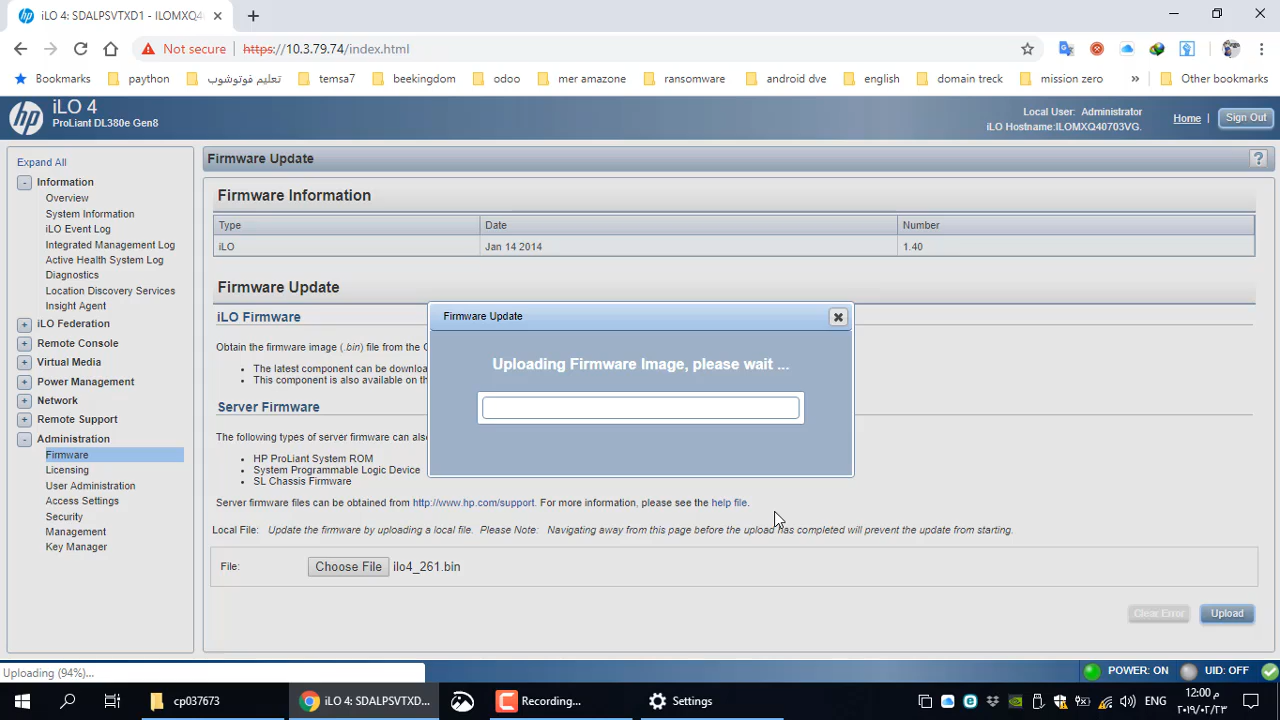 iLO 4: SDALPSVTXD1 - ILOMXQ4
Not secure
https://10.3.79.74/index.html
Bookmarks
paython
تعليم فوتوشوب
temsa7
beekingdom
odoo
mer amazone
ransomware
android dve
english
domain treck
mission zero
»
Other bookmarks
hp
iLO 4
ProLiant DL380e Gen8
Local User: Administrator
iLO Hostname:ILOMXQ40703VG.
Home |
Sign Out
Expand All
Information
Overview
System Information
iLO Event Log
Integrated Management Log
Active Health System Log
Diagnostics
Location Discovery Services
Insight Agent
iLO Federation
Remote Console
Virtual Media
Power Management
Network
Remote Support
Administration
Firmware
Licensing
User Administration
Access Settings
Security
Management
Key Manager
Firmware Update
?
Firmware Information
Type Date Number
iLO Jan 14 2014 1.40
Firmware Update
iLO Firmware
Obtain the firmware image (.bin) file from the
The latest component can be downloa
This component is also available on th
Server Firmware
The following types of server firmware can als
HP ProLiant System ROM
System Programmable Logic Device
SL Chassis Firmware
Server firmware files can be obtained from http://www.hp.com/support. For more information, please see the help file.
Local File: Update the firmware by uploading a local file. Please Note: Navigating away from this page before the upload has completed will prevent the update from starting.
File: Choose File ilo4_261.bin
Clear Error Upload
Firmware Update
Uploading Firmware Image, please wait ...
Uploading (94%)...
POWER: ON UID: OFF
cp037673
iLO 4: SDALPSVTXD...
Recording...
Settings
ENG
12:00 م
٢٠١٩/٠٢/٢٣